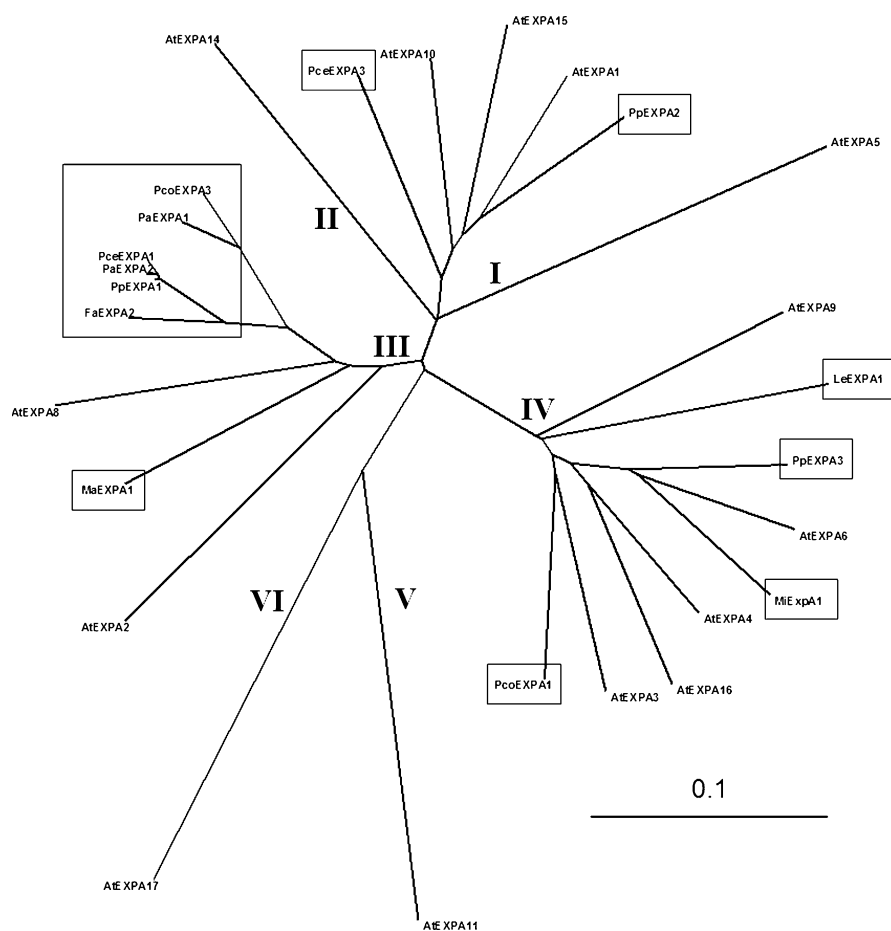 AtEXPA15
AtEXPA14
AtEXPA10
PceEXPA3
AtEXPA1
PpEXPA2
AtEXPA5
PcoEXPA3
PaEXPA1
II
PceEXPA1
PaEXPA2
I
PpEXPA1
AtEXPA9
FaEXPA2
III
LeEXPA1
AtEXPA8
IV
PpEXPA3
MaEXPA1
AtEXPA6
VI
V
MiExpA1
AtEXPA4
AtEXPA2
PcoEXPA1
AtEXPA16
AtEXPA3
0.1
AtEXPA17
AtEXPA11